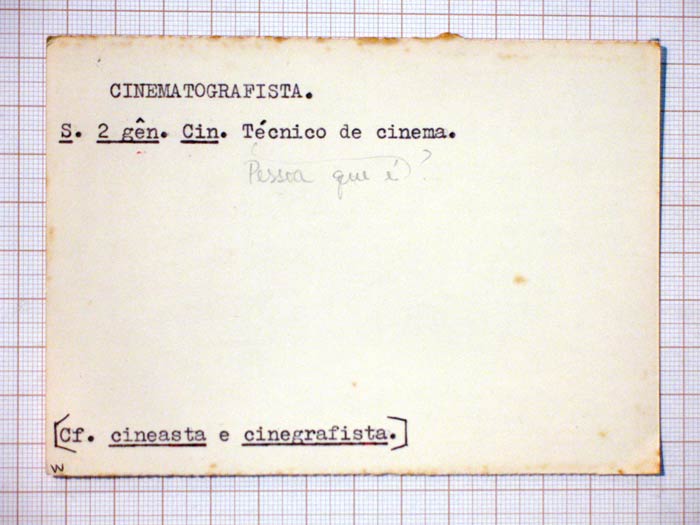 CINEMATOGRAFISTA.
S. 2 gên. Cin. Técnico de cinema.
Pessoa que é?
[Cf. cineasta e cinegrafista.]
w